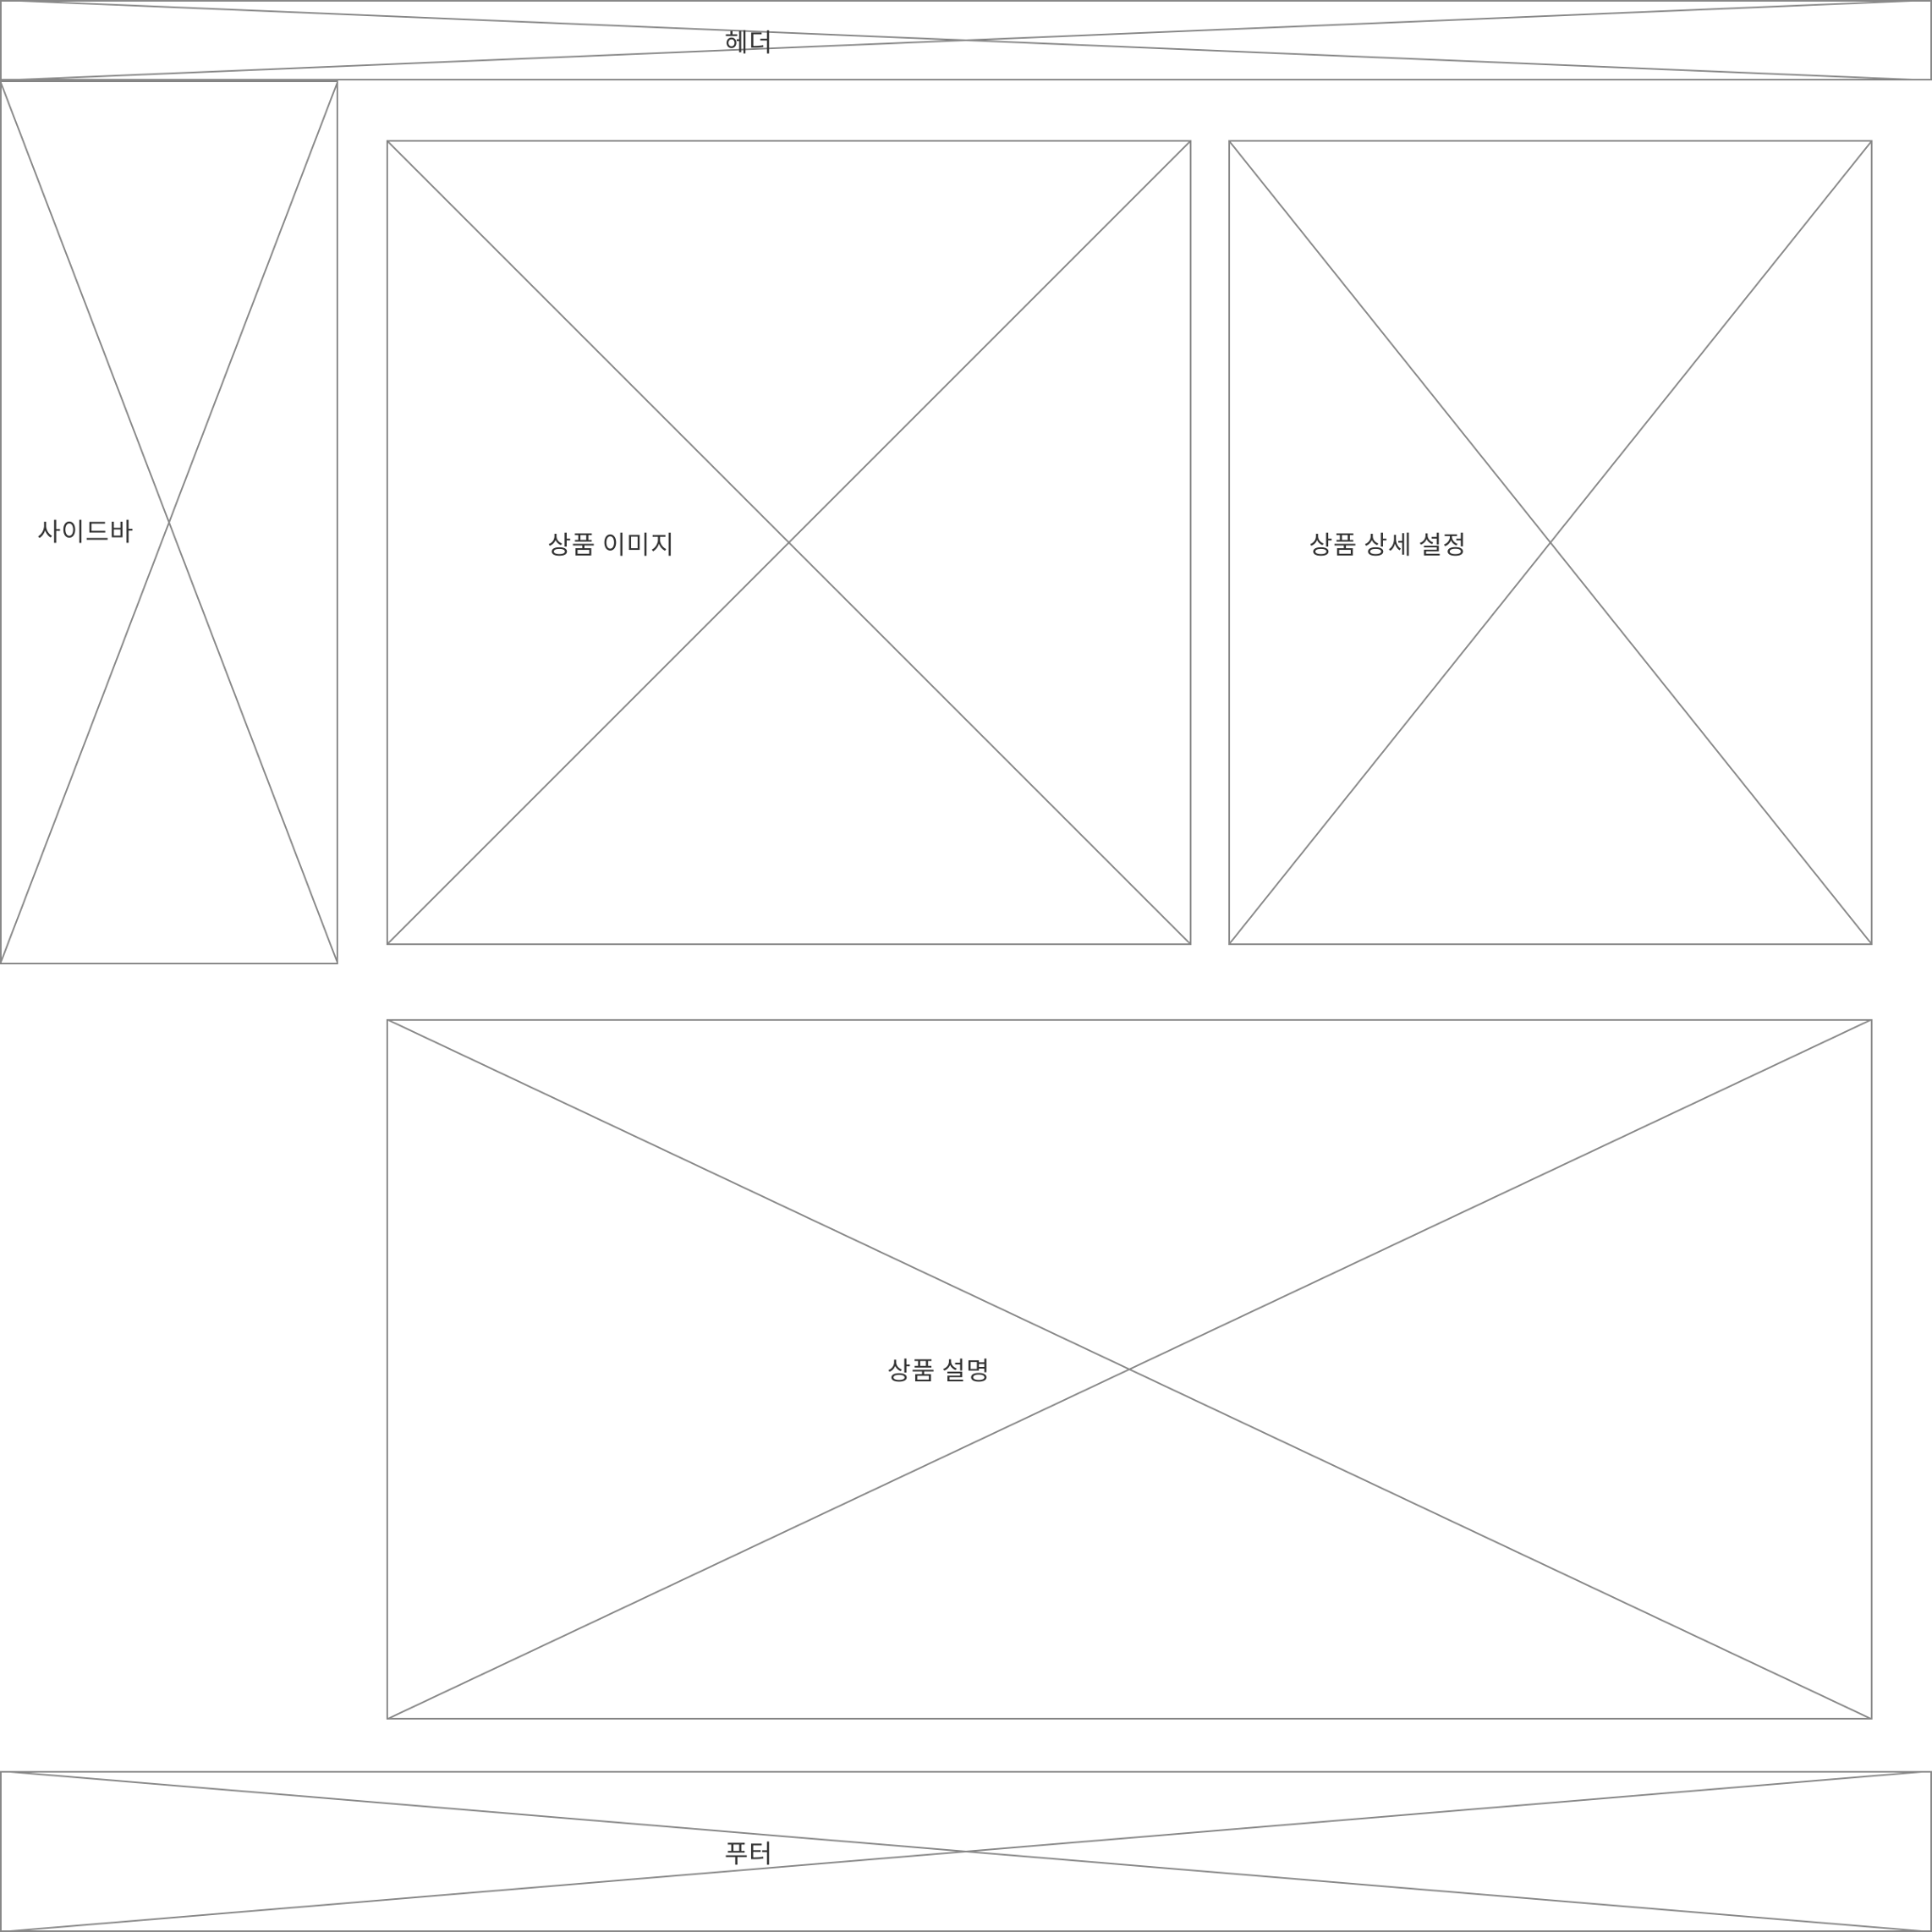 헤더
사이드바
상품 이미지
상품 상세 설정
상품 설명
푸터